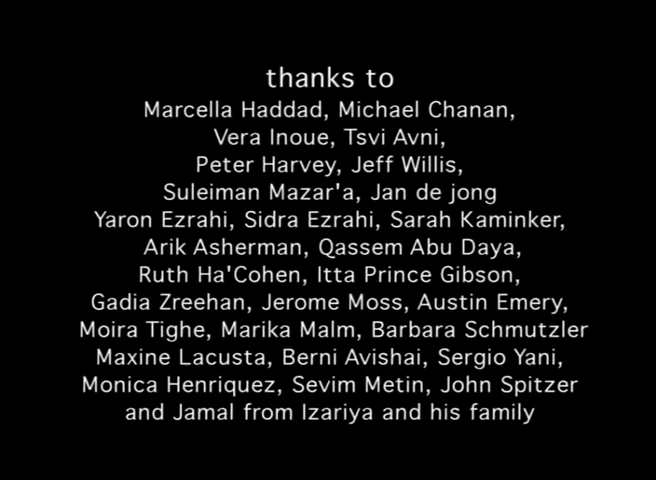 thanks to
Marcella Haddad, Michael Chanan,
Vera Inoue, Tsvi Avni,
Peter Harvey, Jeff Willis,
Suleiman Mazar'a, Jan de jong
Yaron Ezrahi, Sidra Ezrahi, Sarah Kaminker,
Arik Asherman, Qassem Abu Daya,
Ruth Ha'Cohen, Itta Prince Gibson,
Gadia Zreehan, Jerome Moss, Austin Emery,
Moira Tighe, Marika Malm, Barbara Schmutzler
Maxine Lacusta, Berni Avishai, Sergio Yani,
Monica Henriquez, Sevim Metin, John Spitzer
and Jamal from Izariya and his family